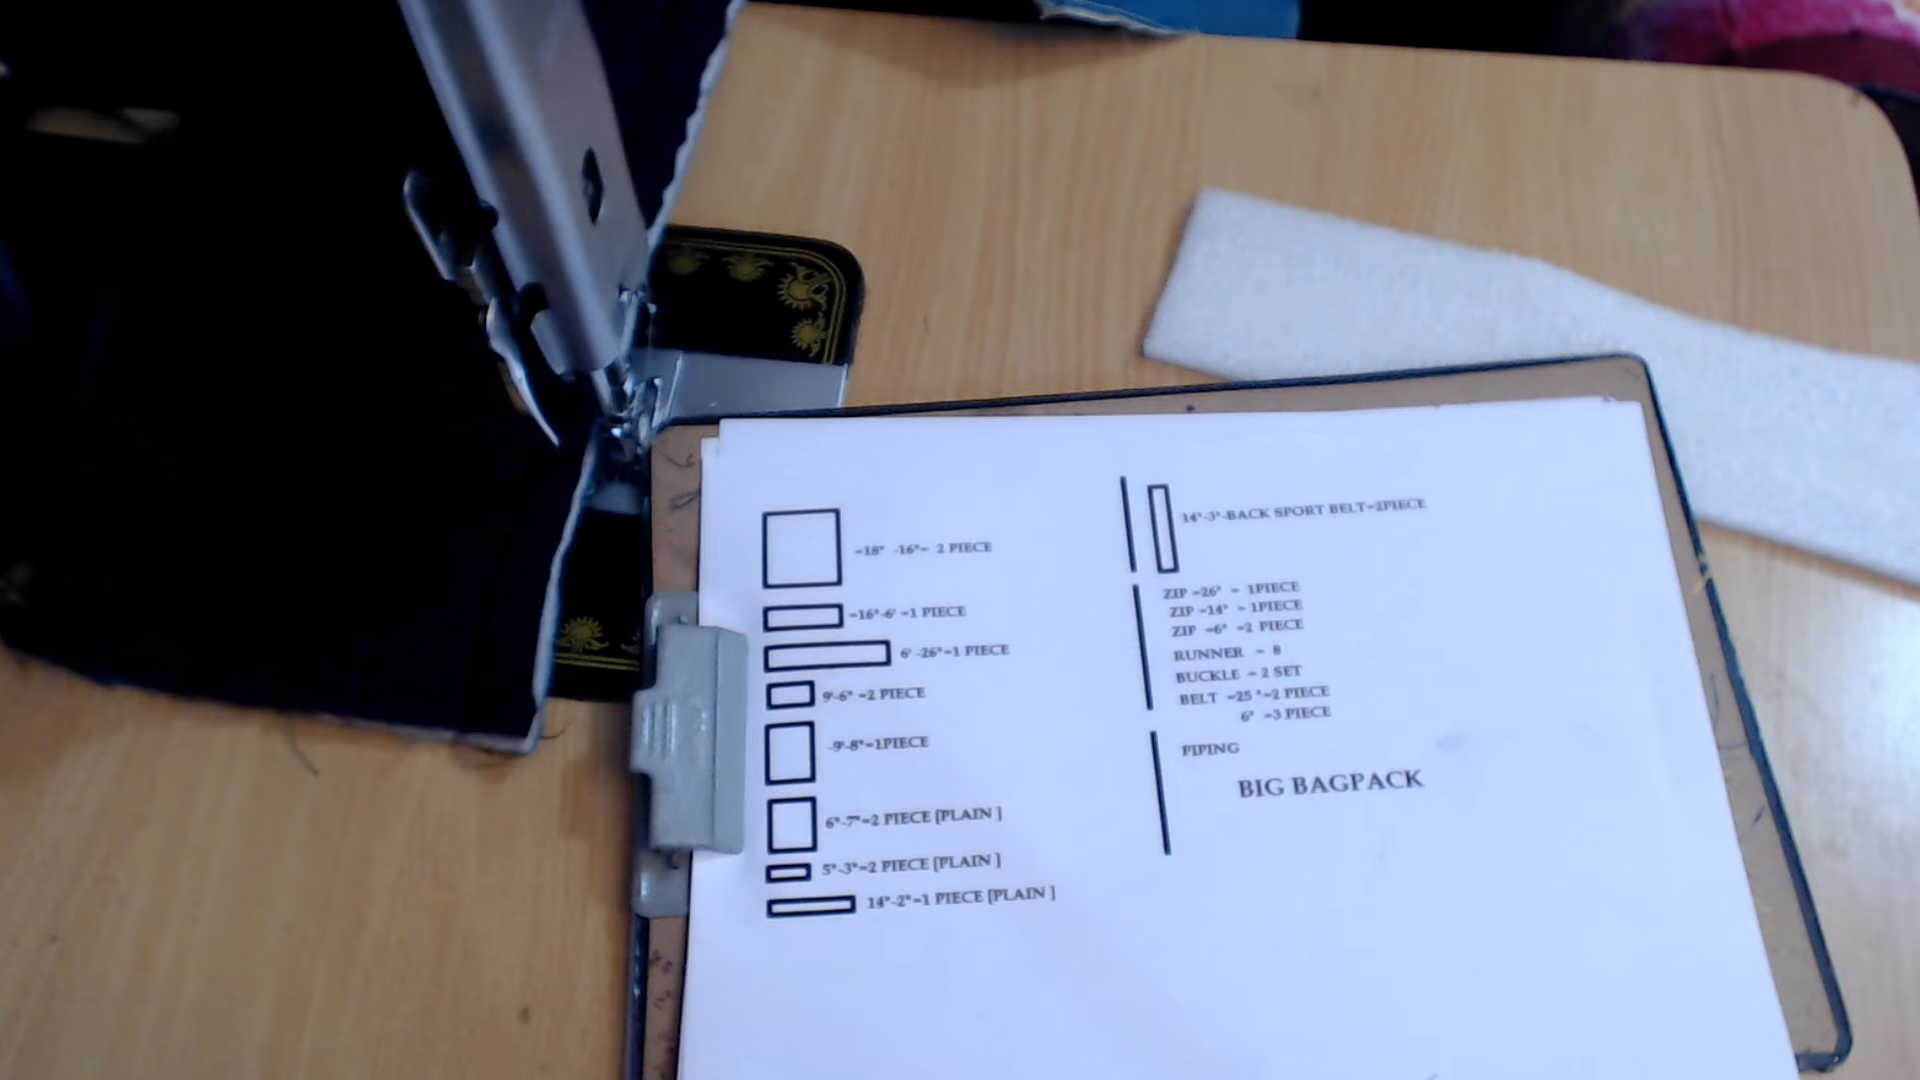 =18" -16"= 2 PIECE
=16"-6' =1 PIECE
6' -26"=1 PIECE
9'-6" =2 PIECE
-9'-8"=1PIECE
6"-7"=2 PIECE [PLAIN ]
5"-3"=2 PIECE [PLAIN ]
14"-2"=1 PIECE [PLAIN ]
14"-3"-BACK SPORT BELT=2PIECE
ZIP =26" = 1PIECE
ZIP =14" = 1PIECE
ZIP =6" =2 PIECE
RUNNER = 8
BUCKLE = 2 SET
BELT =25 "=2 PIECE
6" =3 PIECE
PIPING
BIG BAGPACK